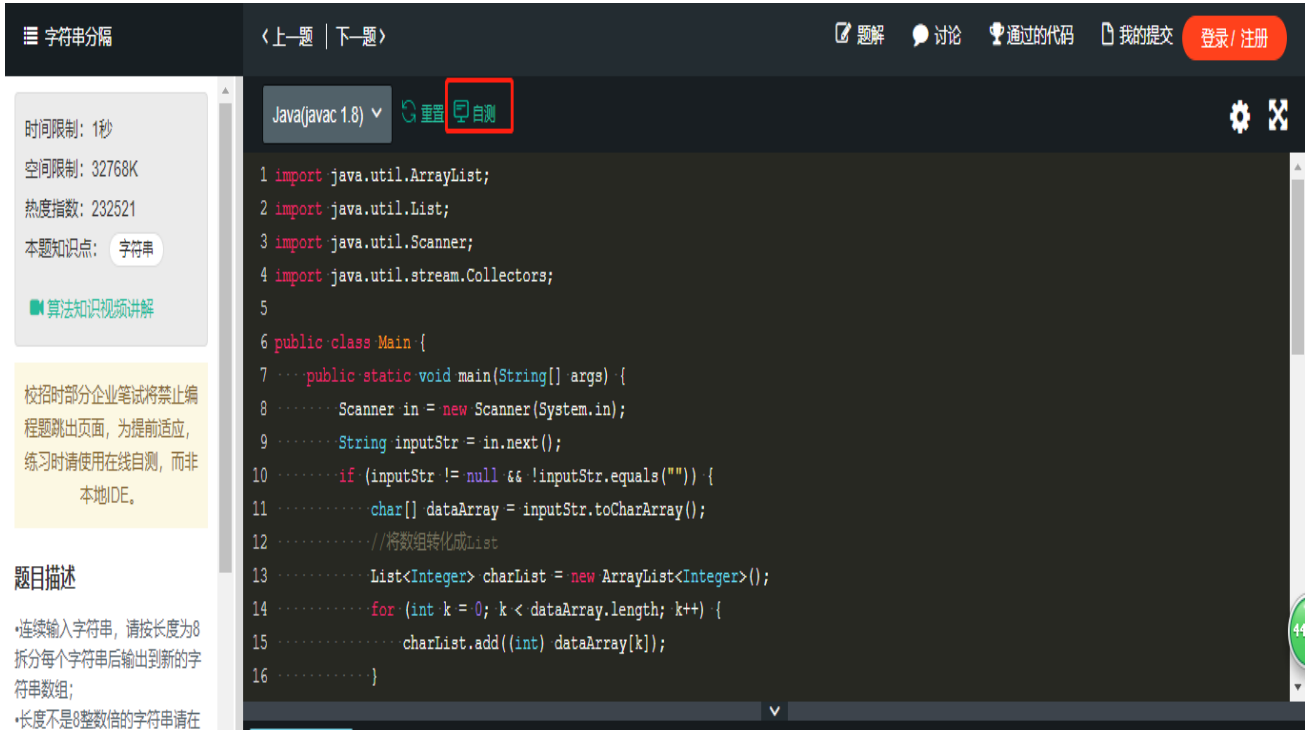 字符串分隔
上一题 | 下一题
题解 讨论 通过的代码 我的提交 登录 / 注册
时间限制：1秒
空间限制：32768K
热度指数：232521
本题知识点： 字符串
算法知识视频讲解
校招时部分企业笔试将禁止编
程题跳出页面，为提前适应，
练习时请使用在线自测，而非
本地IDE。
题目描述
•连续输入字符串，请按长度为8
拆分每个字符串后输出到新的字
符串数组；
•长度不是8整数倍的字符串请在
Java(javac 1.8) 重置 自测
1 import java.util.ArrayList;
2 import java.util.List;
3 import java.util.Scanner;
4 import java.util.stream.Collectors;
5
6 public class Main {
7 public static void main(String[] args) {
8 Scanner in = new Scanner(System.in);
9 String inputStr = in.next();
10 if (inputStr != null && !inputStr.equals("")) {
11 char[] dataArray = inputStr.toCharArray();
12 //将数组转化成List
13 List<Integer> charList = new ArrayList<Integer>();
14 for (int k = 0; k < dataArray.length; k++) {
15 charList.add((int) dataArray[k]);
16 }
44